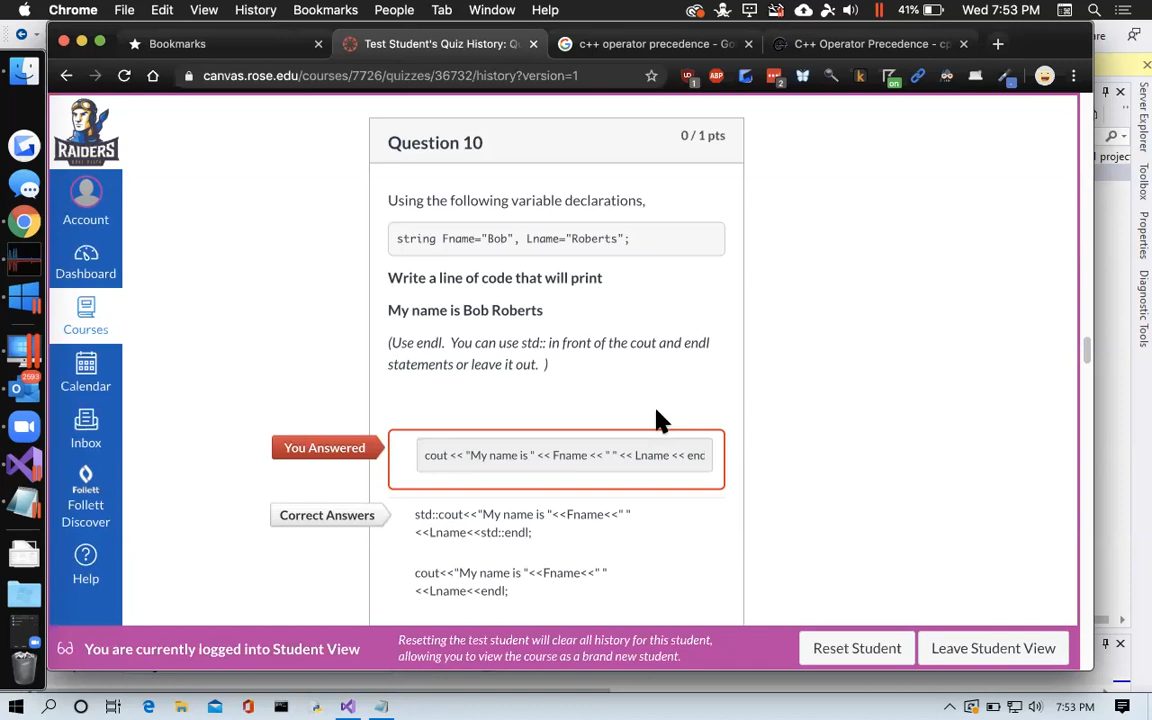 Chrome File Edit View History Bookmarks People Tab Window Help 41% Wed 7:53 PM
Bookmarks
Test Student's Quiz History: Qu
c++ operator precedence - Go
C++ Operator Precedence - cp
canvas.rose.edu/courses/7726/quizzes/36732/history?version=1
RAIDERS
Account
Dashboard
Courses
Calendar
Inbox
Follett
Follett
Discover
Help
Question 10
0 / 1 pts
Using the following variable declarations,
string Fname="Bob", Lname="Roberts";
Write a line of code that will print
My name is Bob Roberts
(Use endl. You can use std:: in front of the cout and endl
statements or leave it out. )
You Answered
cout << "My name is " << Fname << " " << Lname << enc
Correct Answers
std::cout<<"My name is "<<Fname<<" "
<<Lname<<std::endl;
cout<<"My name is "<<Fname<<" "
<<Lname<<endl;
You are currently logged into Student View
Resetting the test student will clear all history for this student,
allowing you to view the course as a brand new student.
Reset Student
Leave Student View
Server Explorer
Toolbox
Properties
Diagnostic Tools
7:53 PM